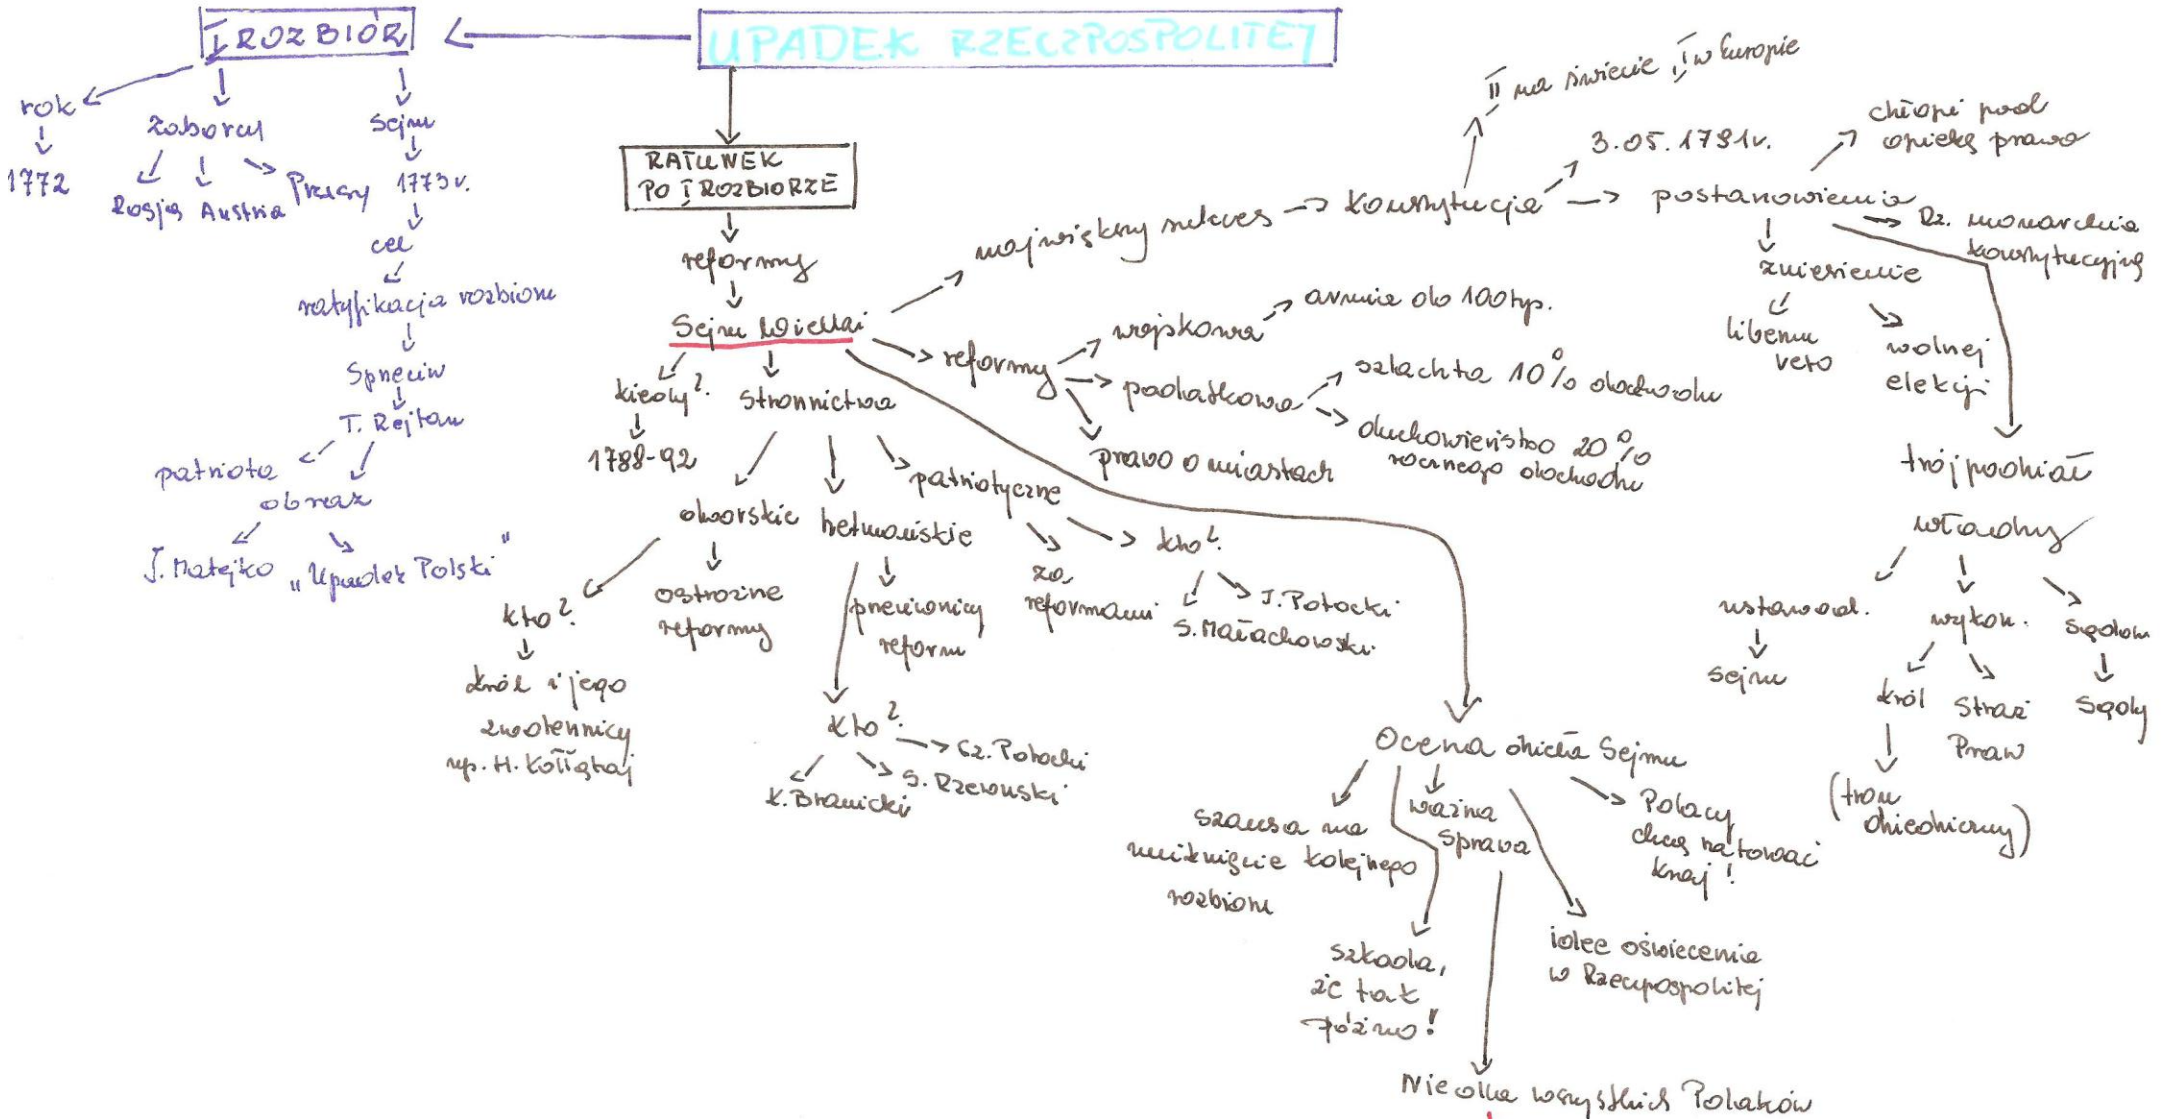 I ROZBIÓR
UPADEK RZECZPOSPOLITEJ
rok
1772
Zaborcy
Rosja
Austria
Prusy
Sejm
1773 r.
cel
ratyfikacja rozbioru
Sprzeciw
T. Rejtan
patriota
obraz
J. Matejko
„Upadek Polski"
RATUNEK
PO I ROZBIORZE
reformy
Sejm Wielki
kiedy?
1788-92
stronnictwa
dworskie
kto?
król i jego
zwolennicy
np. H. Kołłątaj
ostrożne
reformy
hetmańskie
przeciwnicy
reform
kto?
K. Branicki
S. Rzewuski
Sz. Potocki
patriotyczne
za
reformami
kto?
S. Małachowski
I. Potocki
reformy
wojskowa
armia do 100 tys.
podatkowa
szlachta 10% dochodu
duchowieństwo 20%
rocznego dochodu
prawo o miastach
największy sukces
Konstytucja
II na świecie, I w Europie
3.05.1791r.
postanowienia
chłopi pod
opieką prawa
Rz. monarchią
konstytucyjną
zniesienie
liberum
veto
wolnej
elekcji
trójpodział
władzy
ustawod.
sejm
wykon.
król
(tron
dziedziczny)
Straż
Praw
sądow
Sądy
Ocena dzieła Sejmu
szansa na
uniknięcie kolejnego
rozbioru
szkoda,
że tak
późno!
ważna
sprawa
Nie dla wszystkich Polaków
idee oświecenia
w Rzeczypospolitej
Polacy
chcą ratować
kraj!